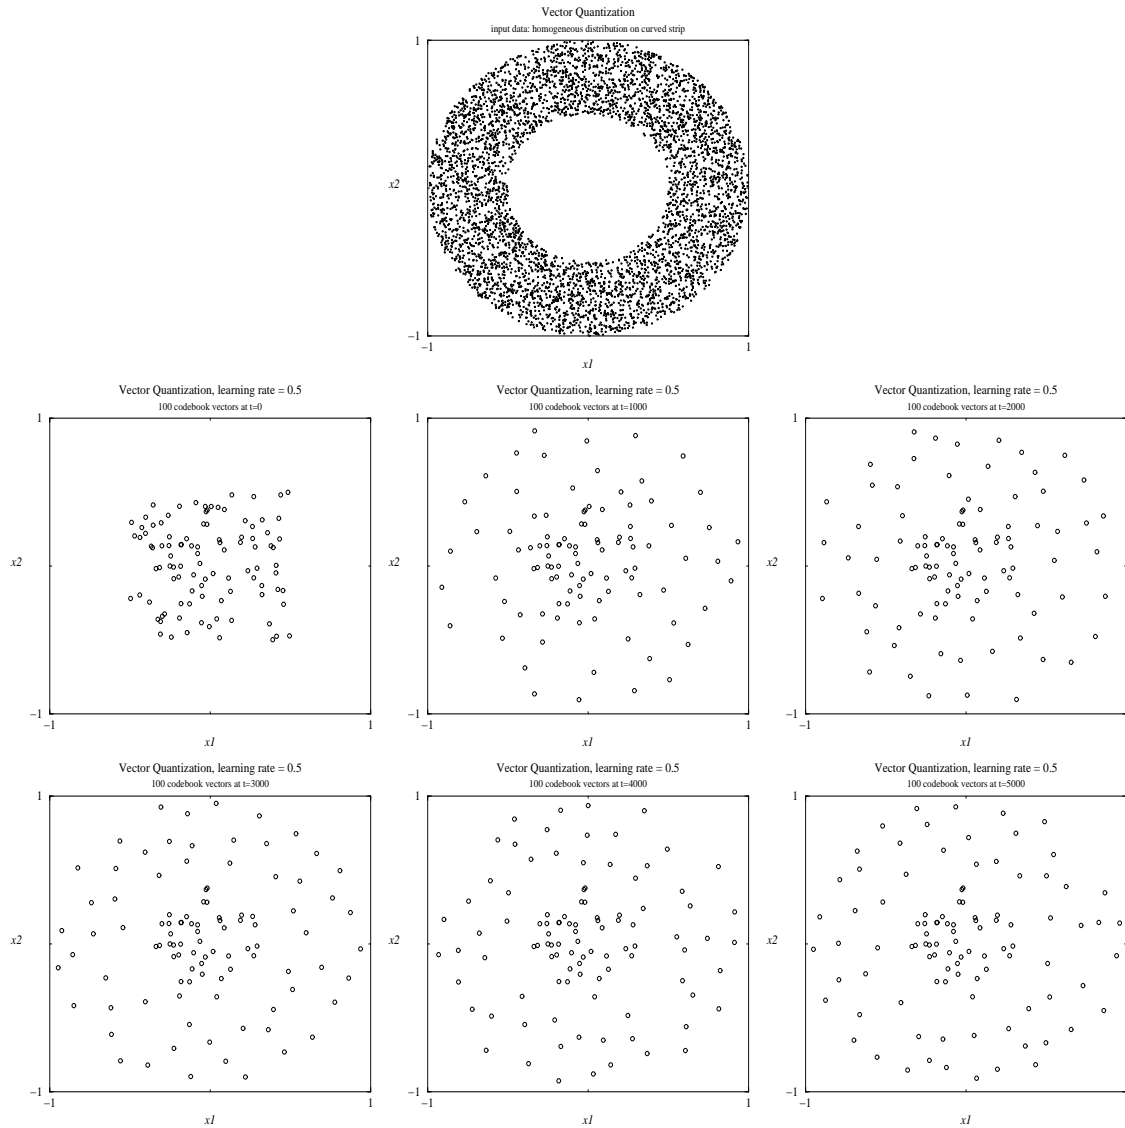 Vector Quantization
input data: homogeneous distribution on curved strip
1
x2
−1
−1 1
x1
Vector Quantization, learning rate = 0.5
100 codebook vectors at t=0
1
x2
−1
−1 1
x1
Vector Quantization, learning rate = 0.5
100 codebook vectors at t=1000
1
x2
−1
−1 1
x1
Vector Quantization, learning rate = 0.5
100 codebook vectors at t=2000
1
x2
−1
−1
x1
Vector Quantization, learning rate = 0.5
100 codebook vectors at t=3000
1
x2
−1
−1 1
x1
Vector Quantization, learning rate = 0.5
100 codebook vectors at t=4000
1
x2
−1
−1 1
x1
Vector Quantization, learning rate = 0.5
100 codebook vectors at t=5000
1
x2
−1
−1
x1